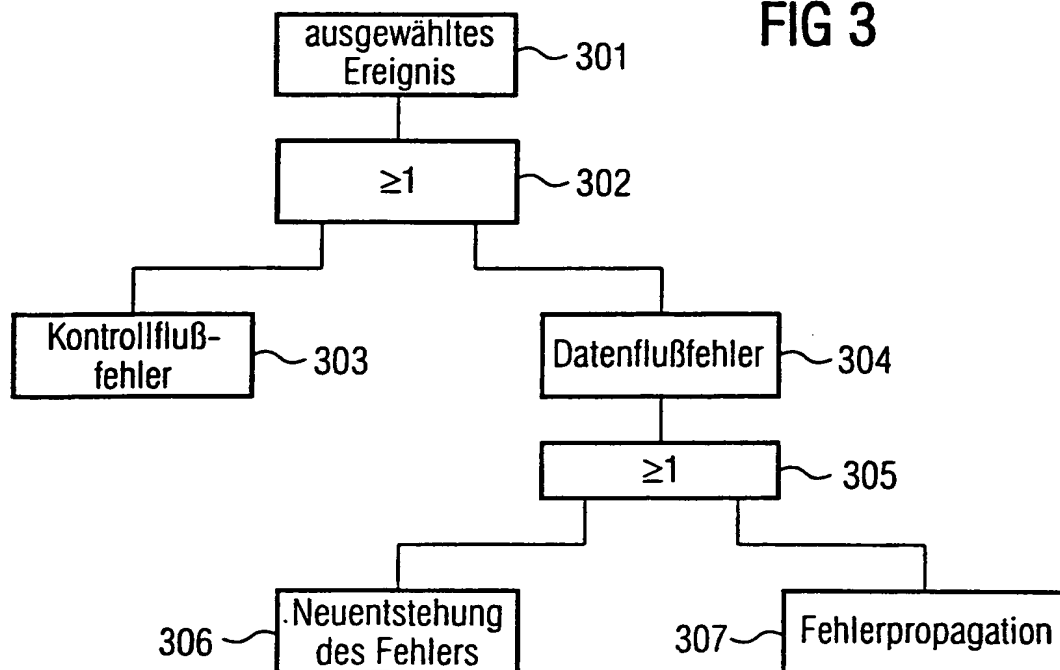 FIG 3
ausgewähltes
Ereignis
301
≥1
302
Kontrollfluß-
fehler
303
Datenflußfehler
304
≥1
305
Neuentstehung
des Fehlers
306
307
Fehlerpropagation